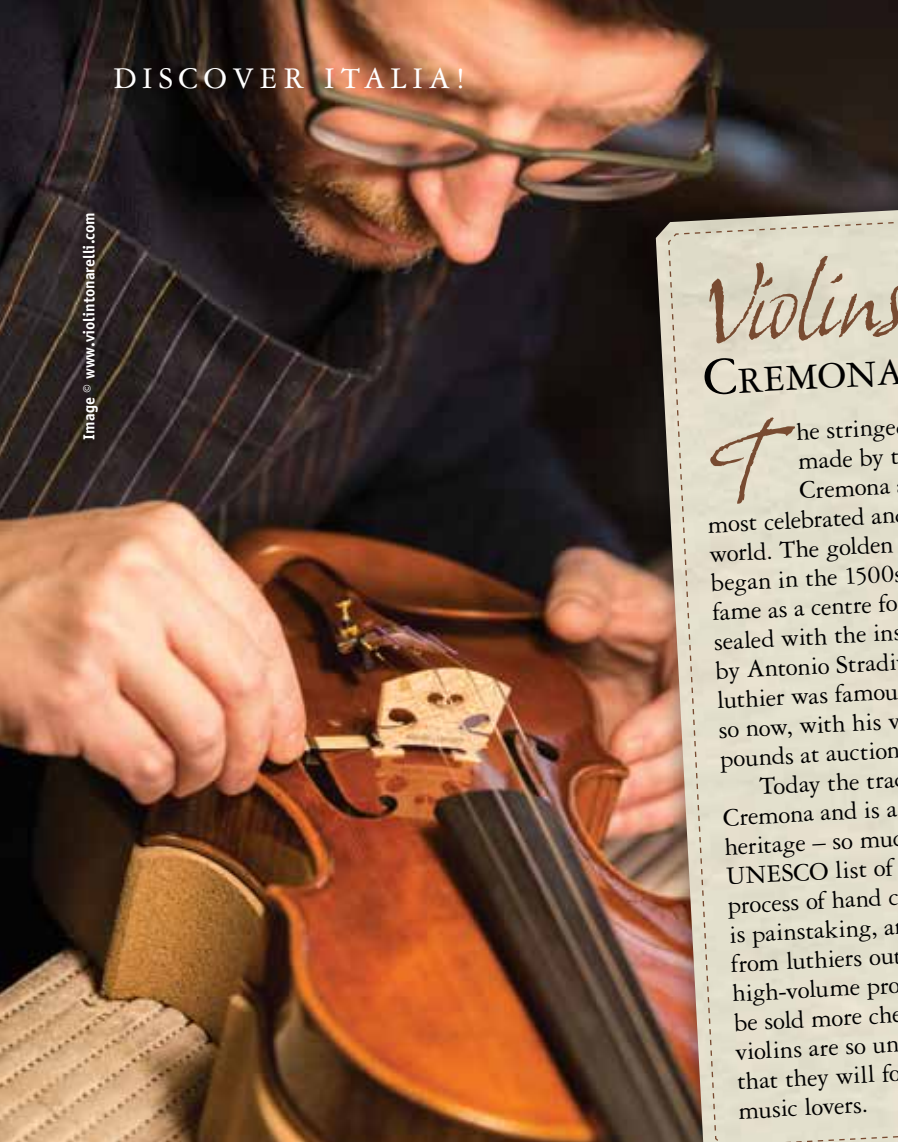 DISCOVER ITALIA!
Image © www.violintonarelli.com
Violins
CREMONA
The stringed
made by t
Cremona a
most celebrated and
world. The golden
began in the 1500s
fame as a centre fo
sealed with the ins
by Antonio Stradiv
luthier was famou
so now, with his v
pounds at auction
Today the trad
Cremona and is a
heritage – so muc
UNESCO list of
process of hand c
is painstaking, an
from luthiers out
high-volume pro
be sold more che
violins are so un
that they will fo
music lovers.